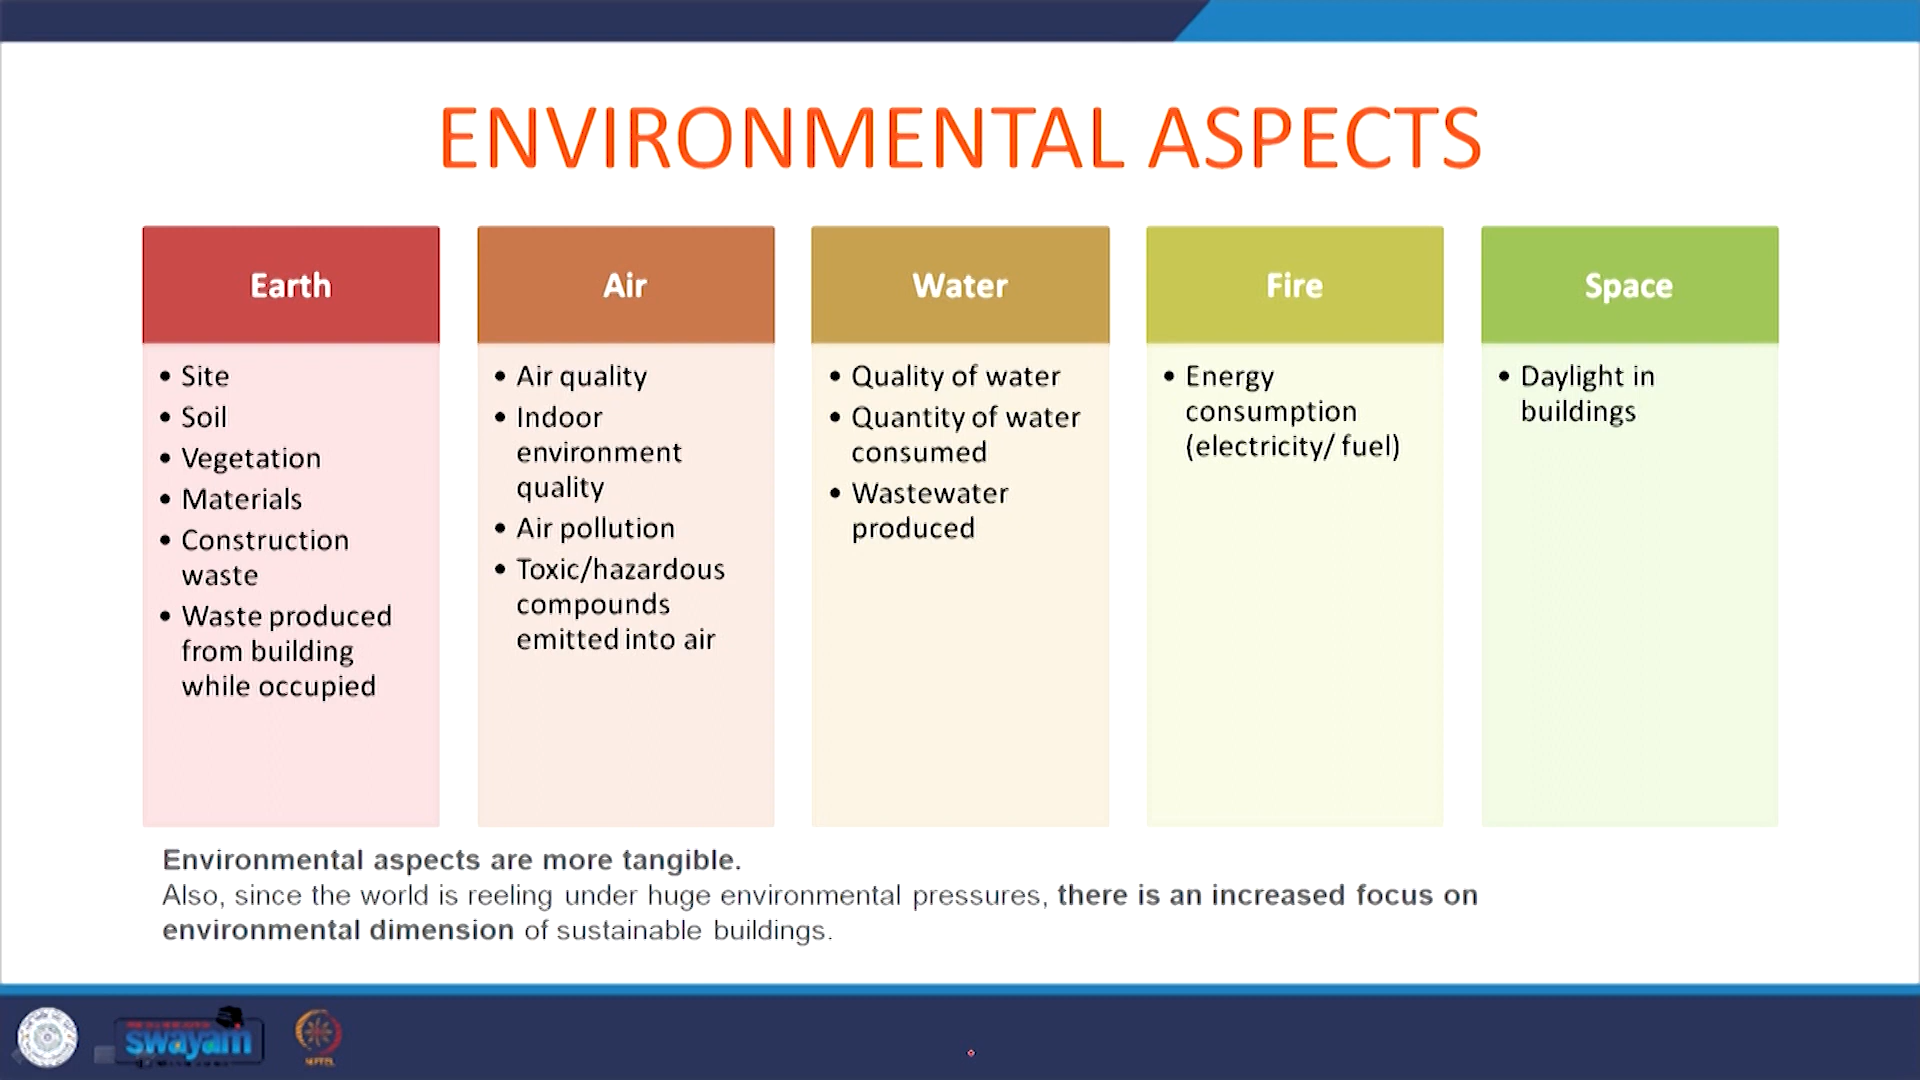 ENVIRONMENTAL ASPECTS
Earth
• Site
• Soil
• Vegetation
• Materials
• Construction
waste
• Waste produced
from building
while occupied
Air
• Air quality
• Indoor
environment
quality
• Air pollution
• Toxic/hazardous
compounds
emitted into air
Water
• Quality of water
• Quantity of water
consumed
• Wastewater
produced
Fire
• Energy
consumption
(electricity/ fuel)
Space
• Daylight in
buildings
Environmental aspects are more tangible.
Also, since the world is reeling under huge environmental pressures, there is an increased focus on
environmental dimension of sustainable buildings.
swayam